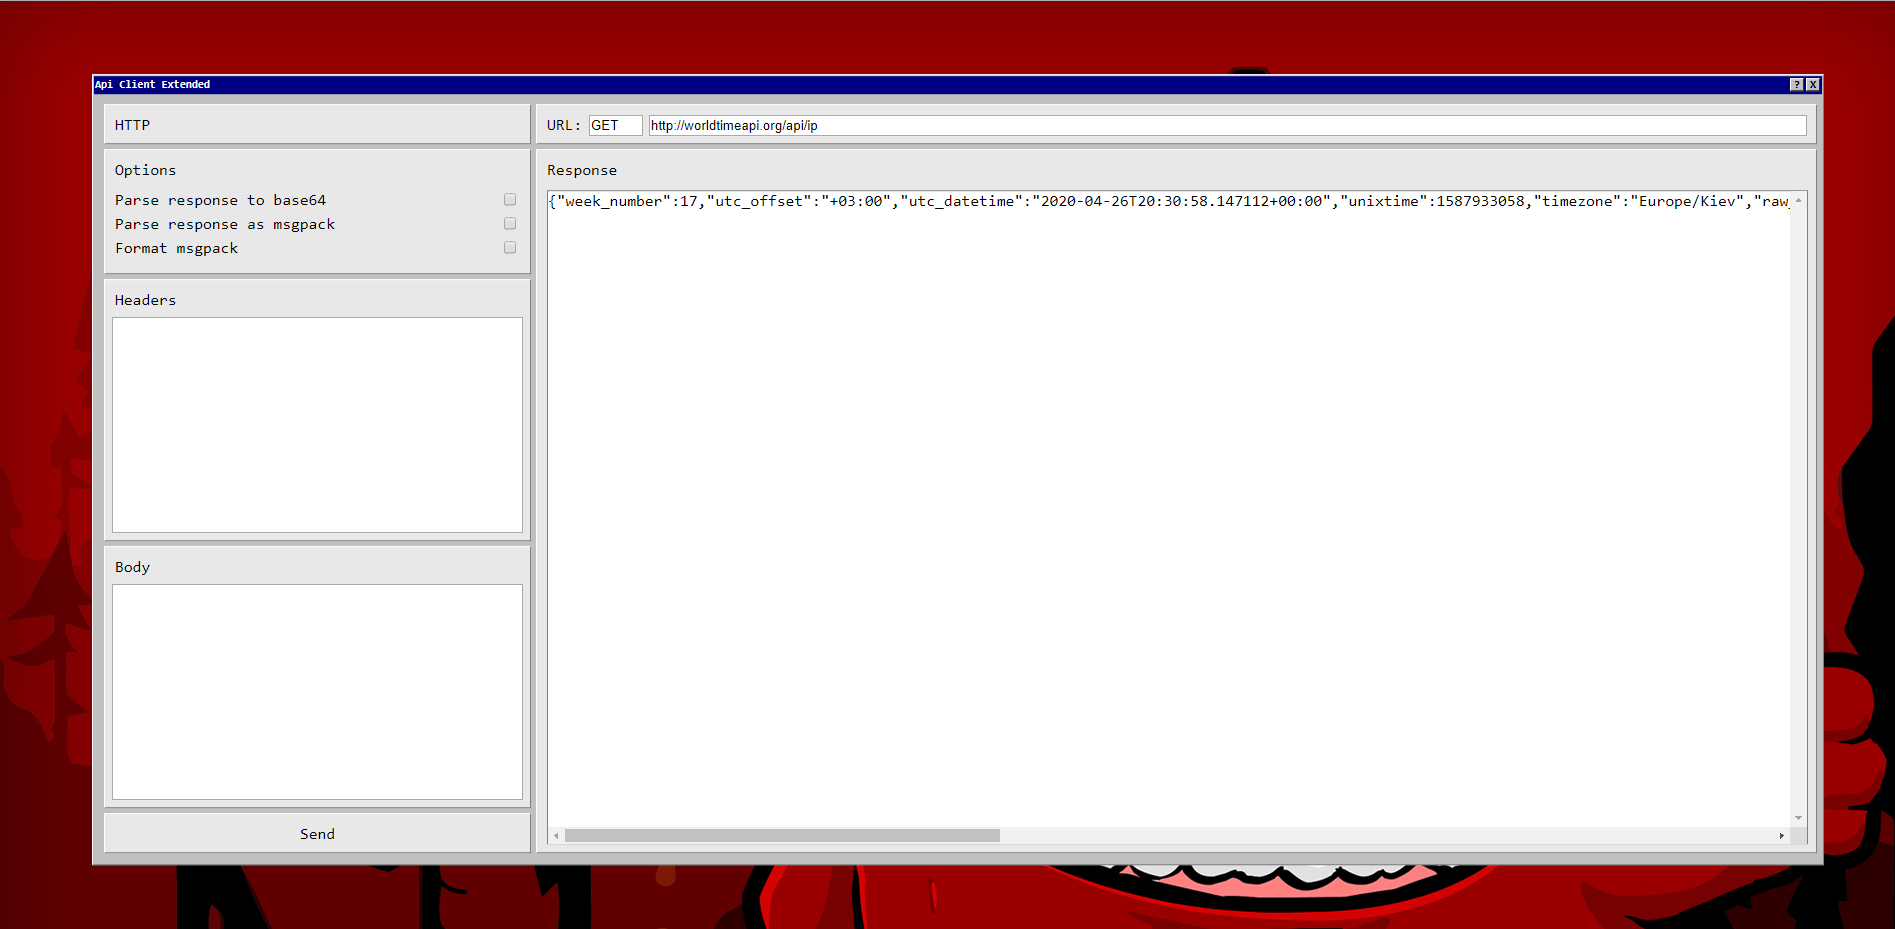 Api Client Extended
? X
HTTP
URL: GET http://worldtimeapi.org/api/ip
Options
Parse response to base64
Parse response as msgpack
Format msgpack
Headers
Body
Send
Response
{"week_number":17,"utc_offset":"+03:00","utc_datetime":"2020-04-26T20:30:58.147112+00:00","unixtime":1587933058,"timezone":"Europe/Kiev","raw_